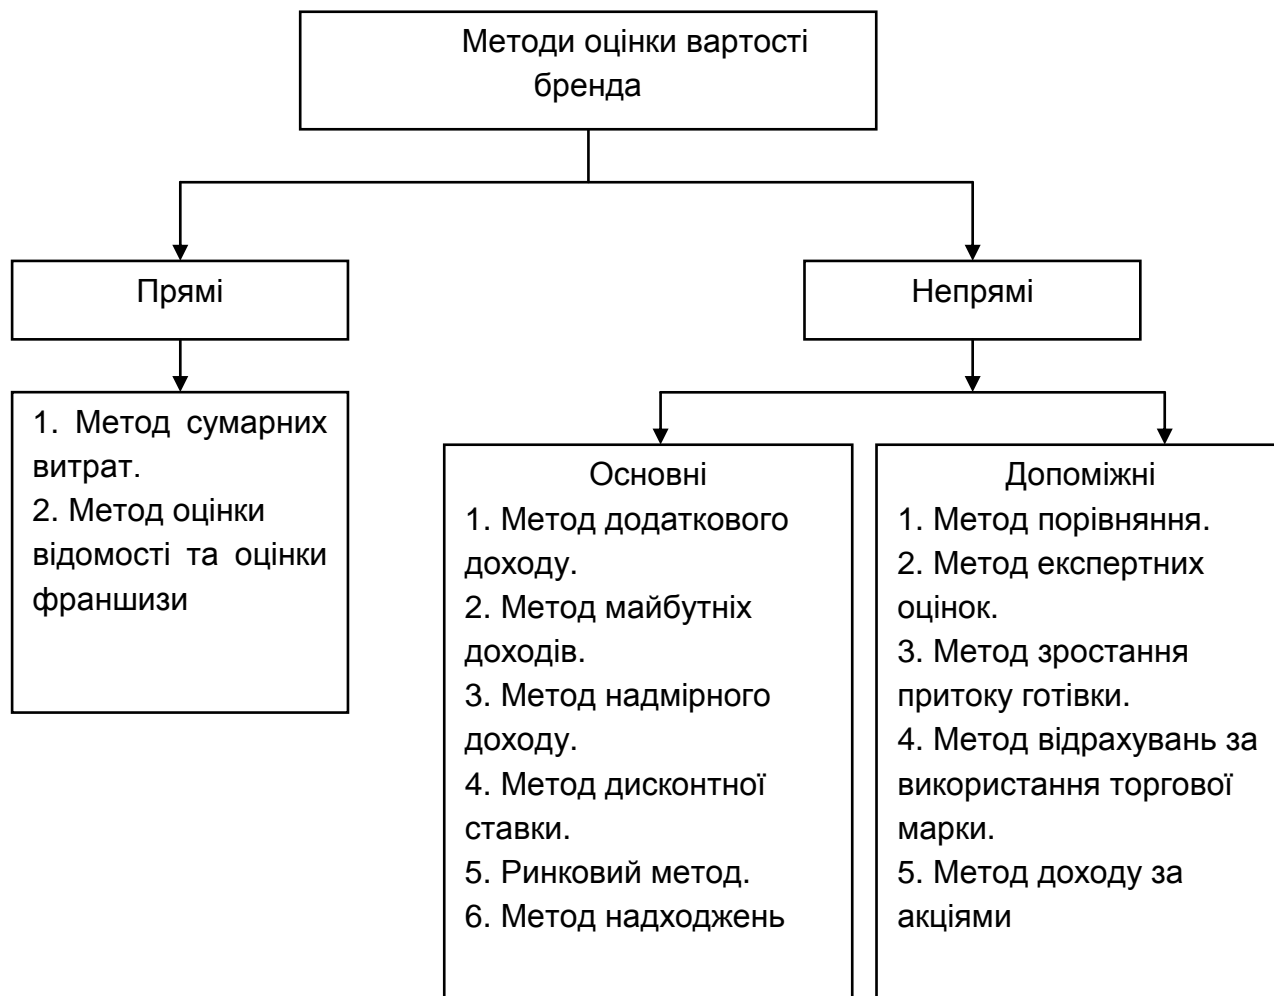 Методи оцінки вартості
бренда
Прямі
Непрямі
1. Метод сумарних
витрат.
2. Метод оцінки
відомості та оцінки
франшизи
Основні
1. Метод додаткового
доходу.
2. Метод майбутніх
доходів.
3. Метод надмірного
доходу.
4. Метод дисконтної
ставки.
5. Ринковий метод.
6. Метод надходжень
Допоміжні
1. Метод порівняння.
2. Метод експертних
оцінок.
3. Метод зростання
притоку готівки.
4. Метод відрахувань за
використання торгової
марки.
5. Метод доходу за
акціями